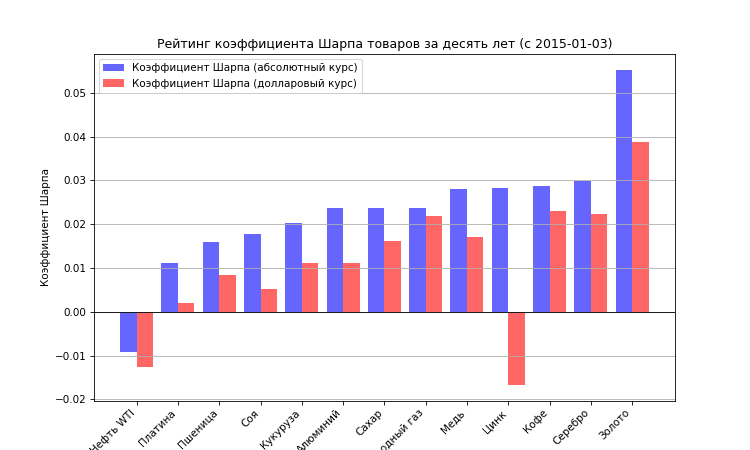 Рейтинг коэффициента Шарпа товаров за десять лет (с 2015-01-03)
Коэффициент Шарпа (абсолютный курс)
Коэффициент Шарпа (долларовый курс)
Коэффициент Шарпа
0.05
0.04
0.03
0.02
0.01
0.00
−0.01
−0.02
Нефть WTI
Платина
Пшеница
Соя
Кукуруза
Алюминий
Сахар
газ
Медь
Цинк
Кофе
Серебро
Золото